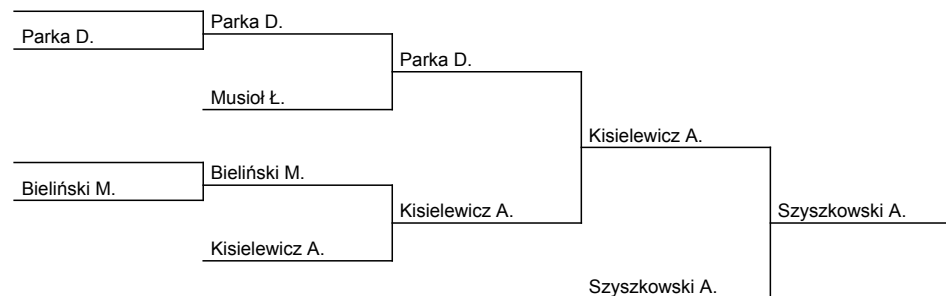 Parka D.
Parka D.
Parka D.
Musioł Ł.
Kisielewicz A.
Bieliński M.
Bieliński M.
Kisielewicz A.
Szyszkowski A.
Kisielewicz A.
Szyszkowski A.